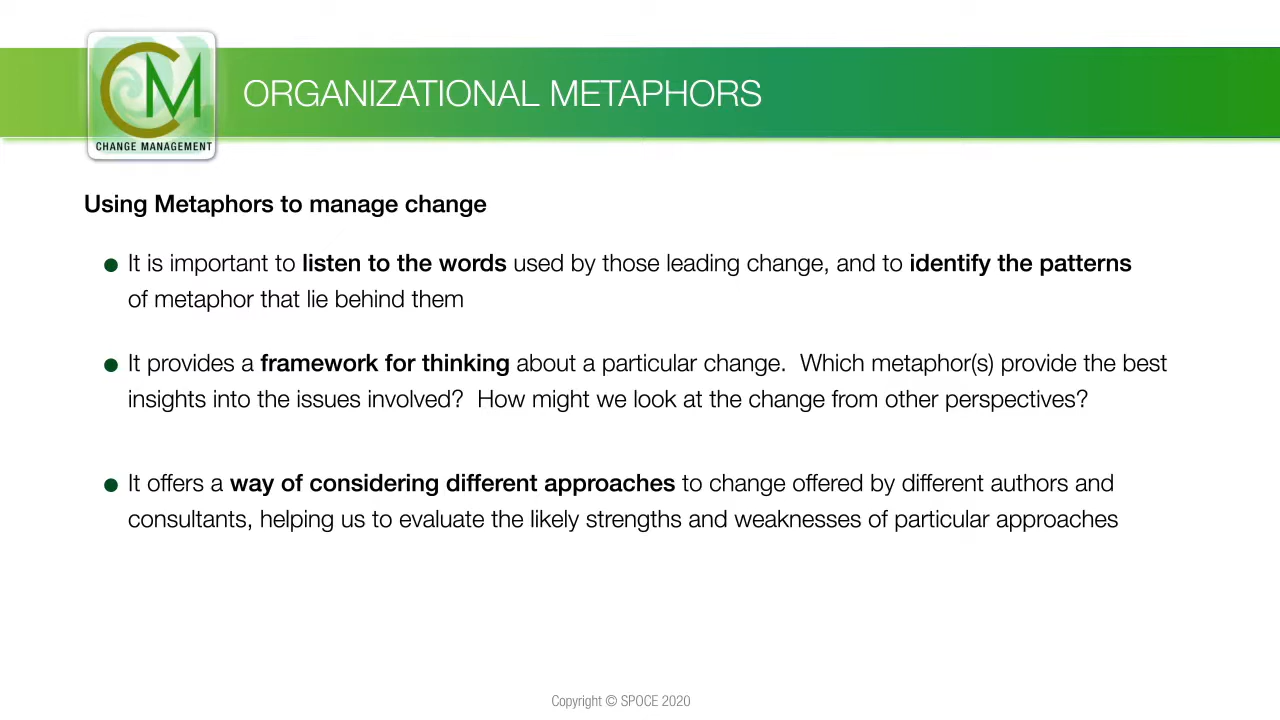 CM
CHANGE MANAGEMENT
ORGANIZATIONAL METAPHORS
Using Metaphors to manage change
● It is important to listen to the words used by those leading change, and to identify the patterns
of metaphor that lie behind them
● It provides a framework for thinking about a particular change.  Which metaphor(s) provide the best
insights into the issues involved?  How might we look at the change from other perspectives?
● It offers a way of considering different approaches to change offered by different authors and
consultants, helping us to evaluate the likely strengths and weaknesses of particular approaches
Copyright © SPOCE 2020